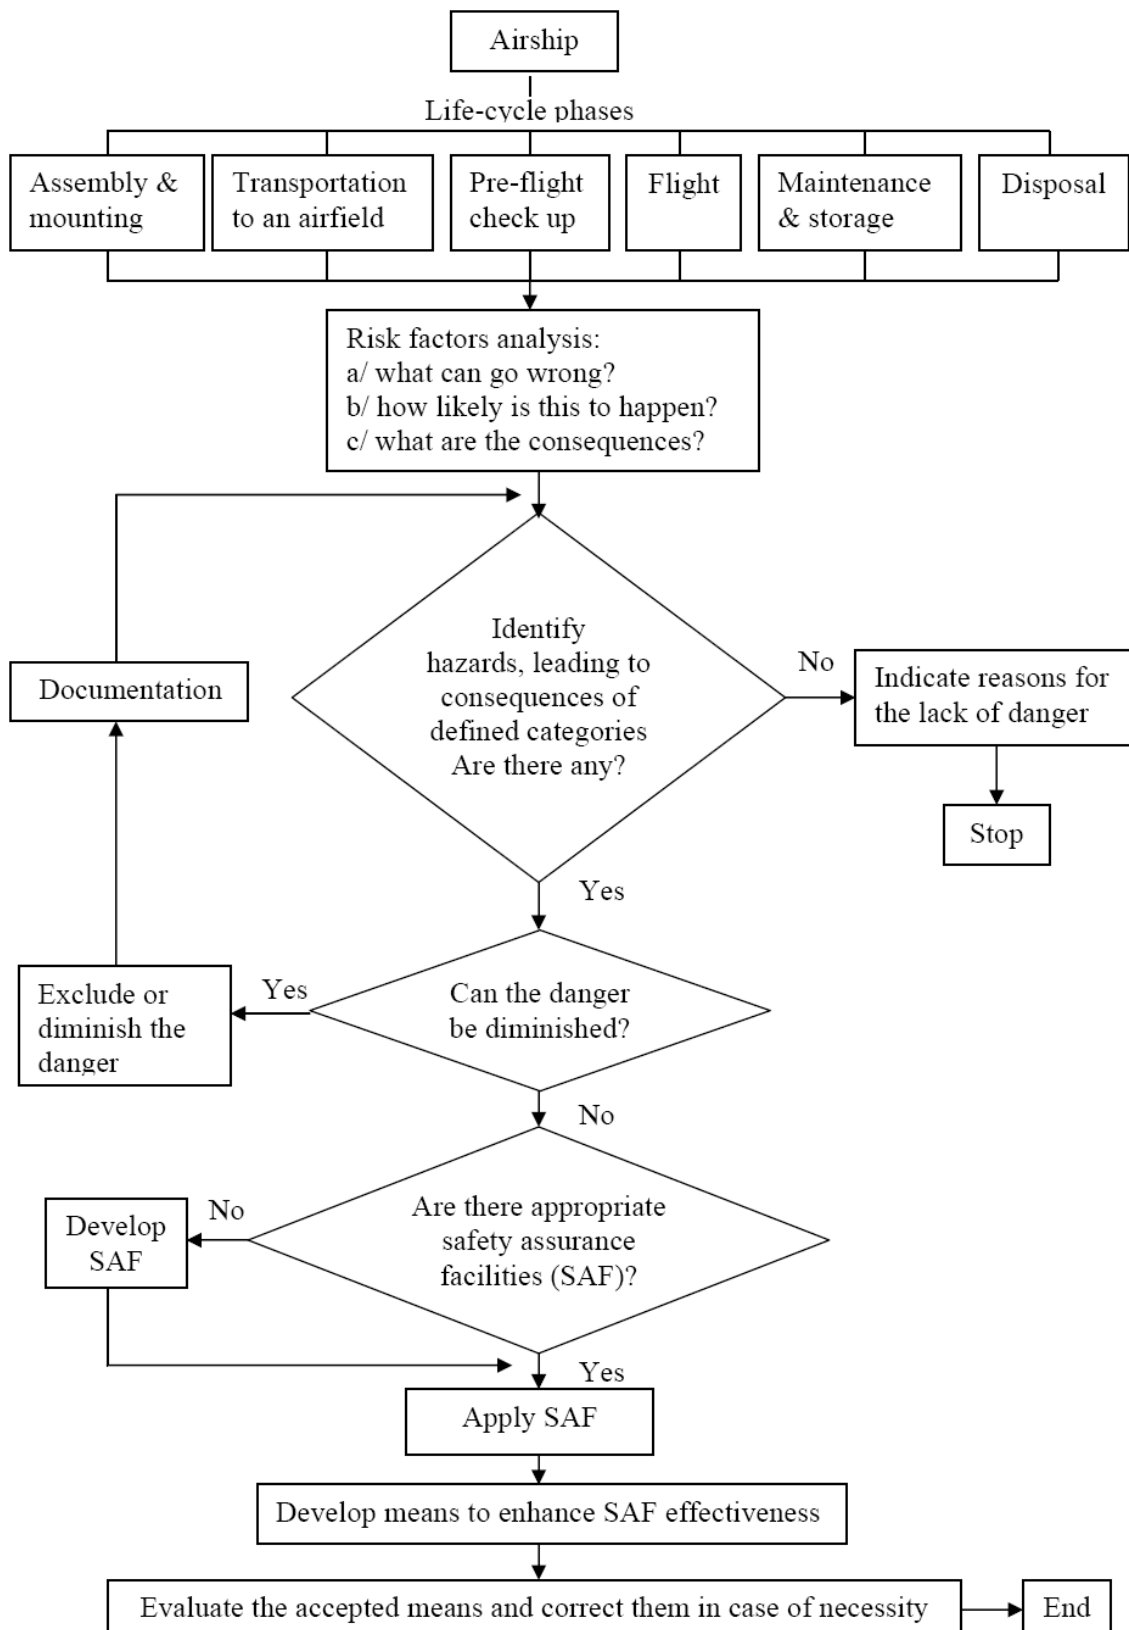 Airship
Life-cycle phases
Assembly &
mounting
Transportation
to an airfield
Pre-flight
check up
Flight
Maintenance
& storage
Disposal
Risk factors analysis:
a/ what can go wrong?
b/ how likely is this to happen?
c/ what are the consequences?
Identify
hazards, leading to
consequences of
defined categories
Are there any?
No
Indicate reasons for
the lack of danger
Stop
Documentation
Yes
Can the danger
be diminished?
Yes
Exclude or
diminish the
danger
No
Are there appropriate
safety assurance
facilities (SAF)?
No
Develop
SAF
Yes
Apply SAF
Develop means to enhance SAF effectiveness
Evaluate the accepted means and correct them in case of necessity
End